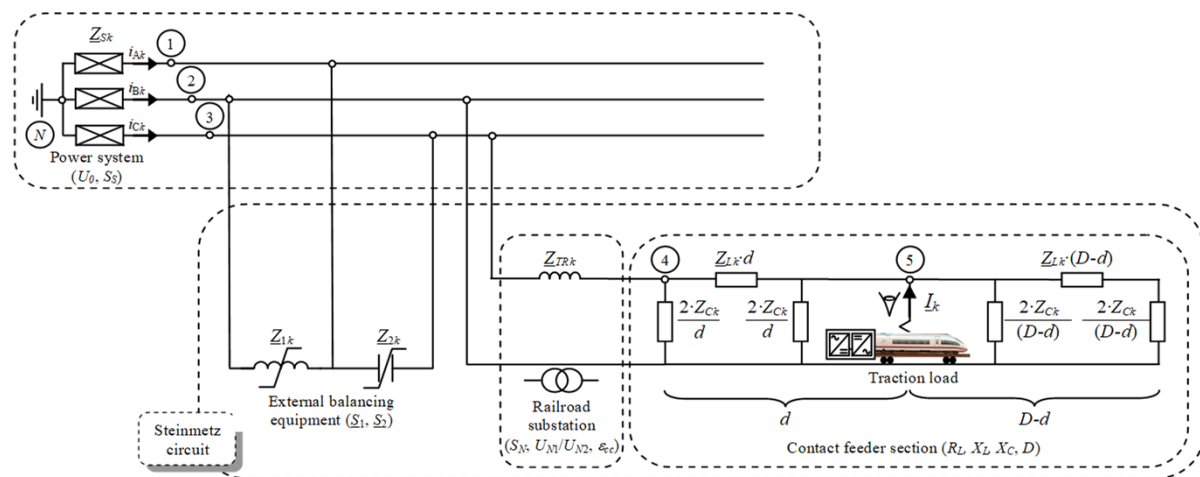 Z_Sk
i_Ak
1
i_Bk
2
i_Ck
3
N
Power system
(U_0, S_S)
Z_TRk
4
Z_Lk·d
5
Z_Lk·(D-d)
2·Z_Ck
d
2·Z_Ck
d
I_k
2·Z_Ck
(D-d)
2·Z_Ck
(D-d)
Z_1k
Z_2k
Traction load
External balancing
equipment (S_1, S_2)
Railroad
substation
(S_N, U_N1/U_N2, ε_cc)
d
D-d
Steinmetz
circuit
Contact feeder section (R_L, X_L, X_C, D)